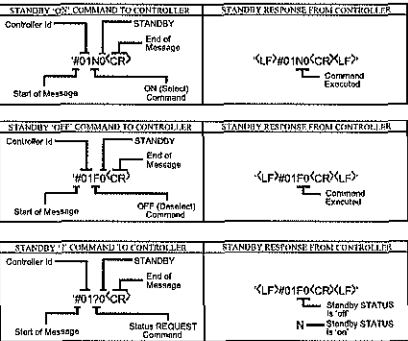 STANDBY 'ON' COMMAND TO CONTROLLER
STANDBY RESPONSE FROM CONTROLLER
Controller Id
STANDBY
End of
Message
'#01N0<CR>
<LF>#01N0<CR><LF>'
Command
Executed
Start of Message
ON (Select)
Command
STANDBY 'OFF' COMMAND TO CONTROLLER
STANDBY RESPONSE FROM CONTROLLER
Controller Id
STANDBY
End of
Message
'#01F0<CR>
<LF>#01F0<CR><LF>'
Command
Executed
Start of Message
OFF (Deselect)
Command
STANDBY '?' COMMAND TO CONTROLLER
STANDBY RESPONSE FROM CONTROLLER
Controller Id
STANDBY
End of
Message
'#01?0<CR>
<LF>#01F0<CR><LF>'
Standby STATUS
is 'off'
N
Standby STATUS
is 'on'
Start of Message
Status REQUEST
Command